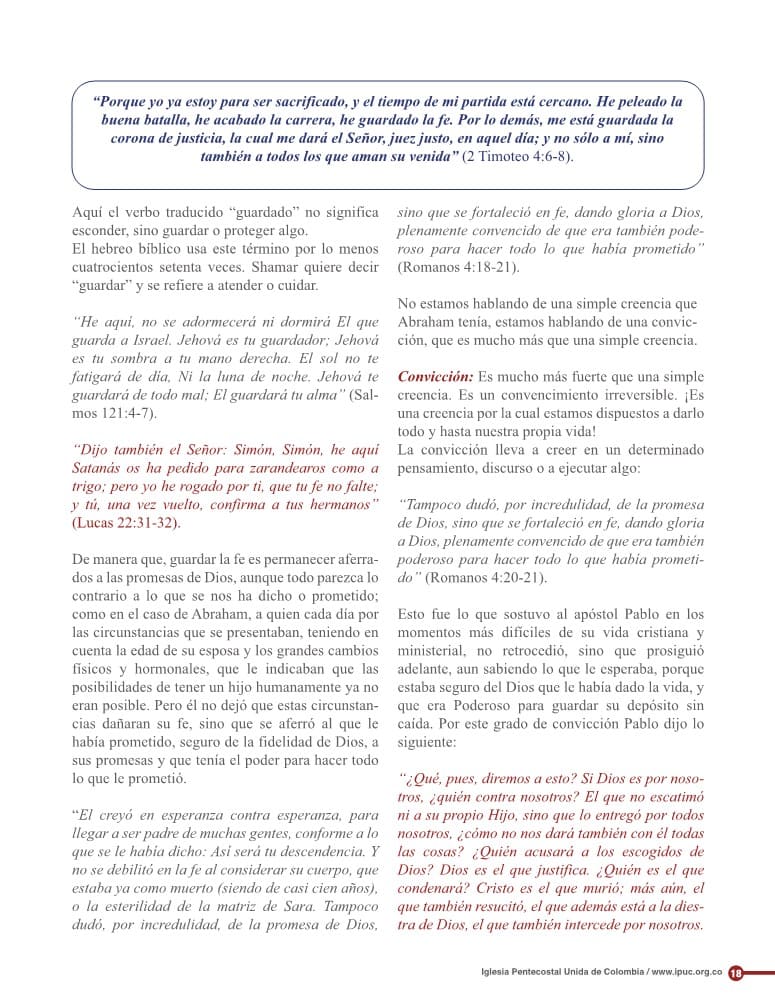 “Porque yo ya estoy para ser sacrificado, y el tiempo de mi partida está cercano. He peleado la
buena batalla, he acabado la carrera, he guardado la fe. Por lo demás, me está guardada la
corona de justicia, la cual me dará el Señor, juez justo, en aquel día; y no sólo a mí, sino
también a todos los que aman su venida” (2 Timoteo 4:6-8).
Aquí el verbo traducido “guardado” no significa
esconder, sino guardar o proteger algo.
El hebreo bíblico usa este término por lo menos
cuatrocientos setenta veces. Shamar quiere decir
“guardar” y se refiere a atender o cuidar.
“He aquí, no se adormecerá ni dormirá El que
guarda a Israel. Jehová es tu guardador; Jehová
es tu sombra a tu mano derecha. El sol no te
fatigará de día, Ni la luna de noche. Jehová te
guardará de todo mal; El guardará tu alma” (Sal-
mos 121:4-7).
“Dijo también el Señor: Simón, Simón, he aquí
Satanás os ha pedido para zarandearos como a
trigo; pero yo he rogado por ti, que tu fe no falte;
y tú, una vez vuelto, confirma a tus hermanos”
(Lucas 22:31-32).
De manera que, guardar la fe es permanecer aferra-
dos a las promesas de Dios, aunque todo parezca lo
contrario a lo que se nos ha dicho o prometido;
como en el caso de Abraham, a quien cada día por
las circunstancias que se presentaban, teniendo en
cuenta la edad de su esposa y los grandes cambios
físicos y hormonales, que le indicaban que las
posibilidades de tener un hijo humanamente ya no
eran posible. Pero él no dejó que estas circunstan-
cias dañaran su fe, sino que se aferró al que le
había prometido, seguro de la fidelidad de Dios, a
sus promesas y que tenía el poder para hacer todo
lo que le prometió.
“El creyó en esperanza contra esperanza, para
llegar a ser padre de muchas gentes, conforme a lo
que se le había dicho: Así será tu descendencia. Y
no se debilitó en la fe al considerar su cuerpo, que
estaba ya como muerto (siendo de casi cien años),
o la esterilidad de la matriz de Sara. Tampoco
dudó, por incredulidad, de la promesa de Dios,
sino que se fortaleció en fe, dando gloria a Dios,
plenamente convencido de que era también pode-
roso para hacer todo lo que había prometido”
(Romanos 4:18-21).
No estamos hablando de una simple creencia que
Abraham tenía, estamos hablando de una convic-
ción, que es mucho más que una simple creencia.
Convicción: Es mucho más fuerte que una simple
creencia. Es un convencimiento irreversible. ¡Es
una creencia por la cual estamos dispuestos a darlo
todo y hasta nuestra propia vida!
La convicción lleva a creer en un determinado
pensamiento, discurso o a ejecutar algo:
“Tampoco dudó, por incredulidad, de la promesa
de Dios, sino que se fortaleció en fe, dando gloria
a Dios, plenamente convencido de que era también
poderoso para hacer todo lo que había prometi-
do” (Romanos 4:20-21).
Esto fue lo que sostuvo al apóstol Pablo en los
momentos más difíciles de su vida cristiana y
ministerial, no retrocedió, sino que prosiguió
adelante, aun sabiendo lo que le esperaba, porque
estaba seguro del Dios que le había dado la vida, y
que era Poderoso para guardar su depósito sin
caída. Por este grado de convicción Pablo dijo lo
siguiente:
“¿Qué, pues, diremos a esto? Si Dios es por noso-
tros, ¿quién contra nosotros? El que no escatimó
ni a su propio Hijo, sino que lo entregó por todos
nosotros, ¿cómo no nos dará también con él todas
las cosas? ¿Quién acusará a los escogidos de
Dios? Dios es el que justifica. ¿Quién es el que
condenará? Cristo es el que murió; más aún, el
que también resucitó, el que además está a la dies-
tra de Dios, el que también intercede por nosotros.
Iglesia Pentecostal Unida de Colombia / www.ipuc.org.co 18